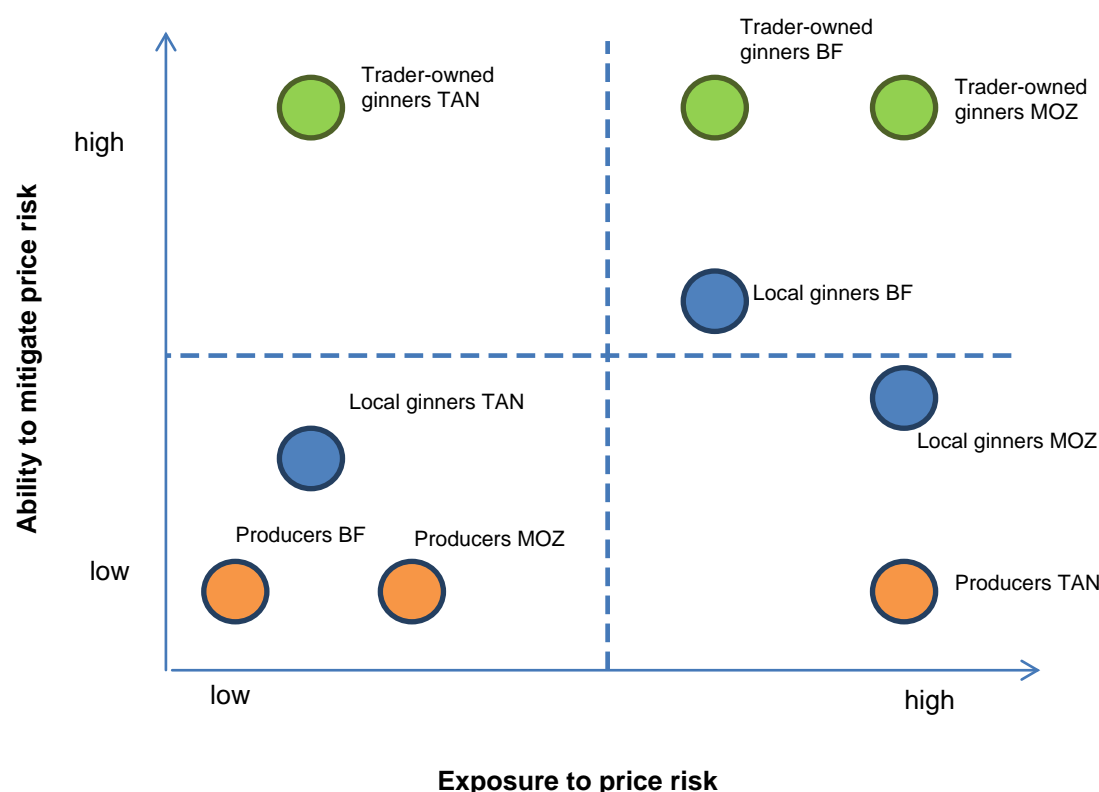 Trader-owned
ginners BF
Trader-owned
ginners TAN
Trader-owned
ginners MOZ
high
Ability to mitigate price risk
Local ginners BF
Local ginners TAN
Local ginners MOZ
Producers BF
Producers MOZ
low
Producers TAN
low
high
Exposure to price risk